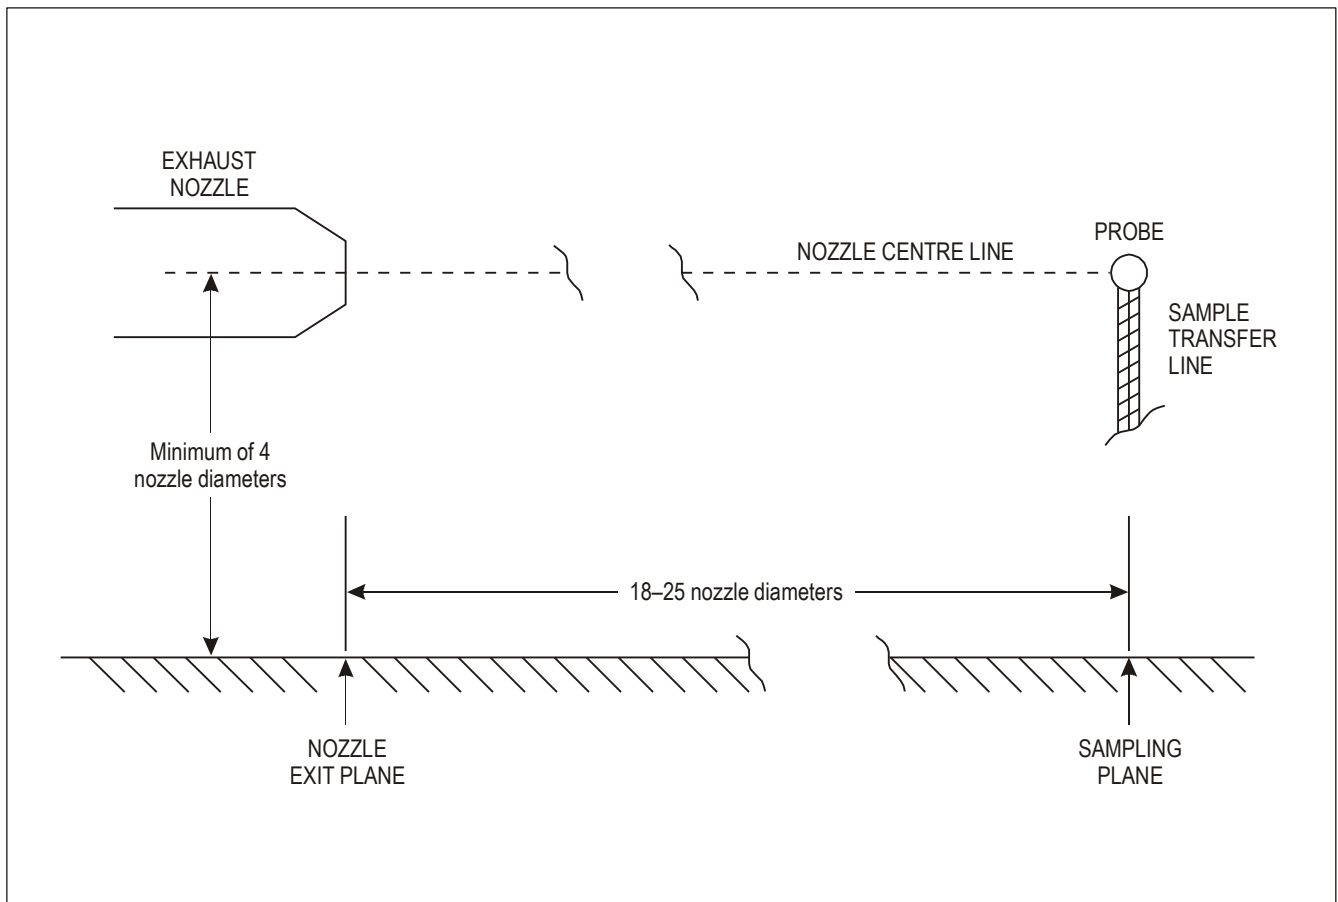 EXHAUST
NOZZLE
PROBE
NOZZLE CENTRE LINE
SAMPLE
TRANSFER
LINE
Minimum of 4
nozzle diameters
18–25 nozzle diameters
NOZZLE
EXIT PLANE
SAMPLING
PLANE